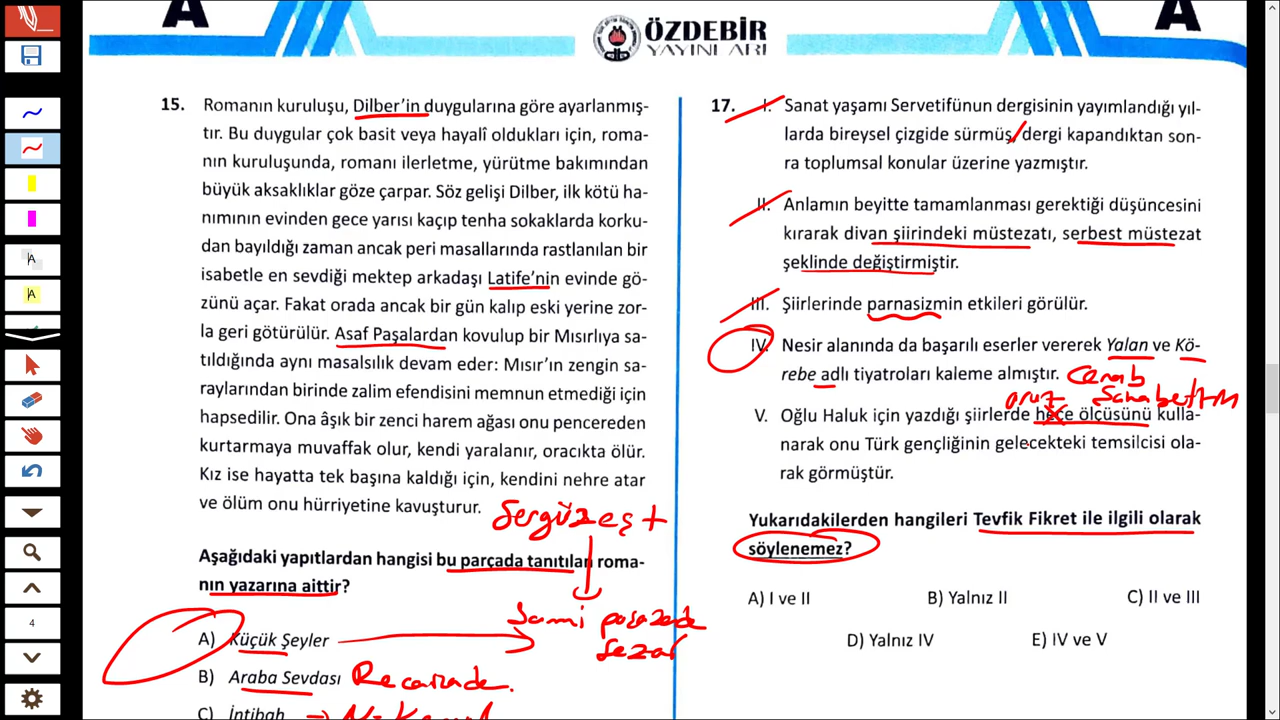 A
ÖZDEBİR
YAYINLARI
A
15. Romanın kuruluşu, Dilber’in duygularına göre ayarlanmış-
tır. Bu duygular çok basit veya hayalî oldukları için, roma-
nın kuruluşunda, romanı ilerletme, yürütme bakımından
büyük aksaklıklar göze çarpar. Söz gelişi Dilber, ilk kötü ha-
nımının evinden gece yarısı kaçıp tenha sokaklarda korku-
dan bayıldığı zaman ancak peri masallarında rastlanılan bir
isabetle en sevdiği mektep arkadaşı Latife’nin evinde gö-
zünü açar. Fakat orada ancak bir gün kalıp eski yerine zor-
la geri götürülür. Asaf Paşalardan kovulup bir Mısırlıya sa-
tıldığında aynı masalsılık devam eder: Mısır’ın zengin sa-
raylarından birinde zalim efendisini memnun etmediği için
hapsedilir. Ona âşık bir zenci harem ağası onu pencereden
kurtarmaya muvaffak olur, kendi yaralanır, oracıkta ölür.
Kız ise hayatta tek başına kaldığı için, kendini nehre atar
ve ölüm onu hürriyetine kavuşturur.
Sergüzeşt
Aşağıdaki yapıtlardan hangisi bu parçada tanıtılan roma-
nın yazarına aittir?
Sami paşazade
Sezai
A) Küçük Şeyler
B) Araba Sevdası Recaizade.
C) İntibah N. Kemal
17. I. Sanat yaşamı Servetifünun dergisinin yayımlandığı yıl-
larda bireysel çizgide sürmüş, dergi kapandıktan son-
ra toplumsal konular üzerine yazmıştır.
II. Anlamın beyitte tamamlanması gerektiği düşüncesini
kırarak divan şiirindeki müstezatı, serbest müstezat
şeklinde değiştirmiştir.
III. Şiirlerinde parnasizmin etkileri görülür.
IV. Nesir alanında da başarılı eserler vererek Yalan ve Kö-
rebe adlı tiyatroları kaleme almıştır. Cenab
aruz Şahabettin
V. Oğlu Haluk için yazdığı şiirlerde hece ölçüsünü kulla-
narak onu Türk gençliğinin gelecekteki temsilcisi ola-
rak görmüştür.
Yukarıdakilerden hangileri Tevfik Fikret ile ilgili olarak
söylenemez?
A) I ve II B) Yalnız II C) II ve III
D) Yalnız IV E) IV ve V
A
A
4